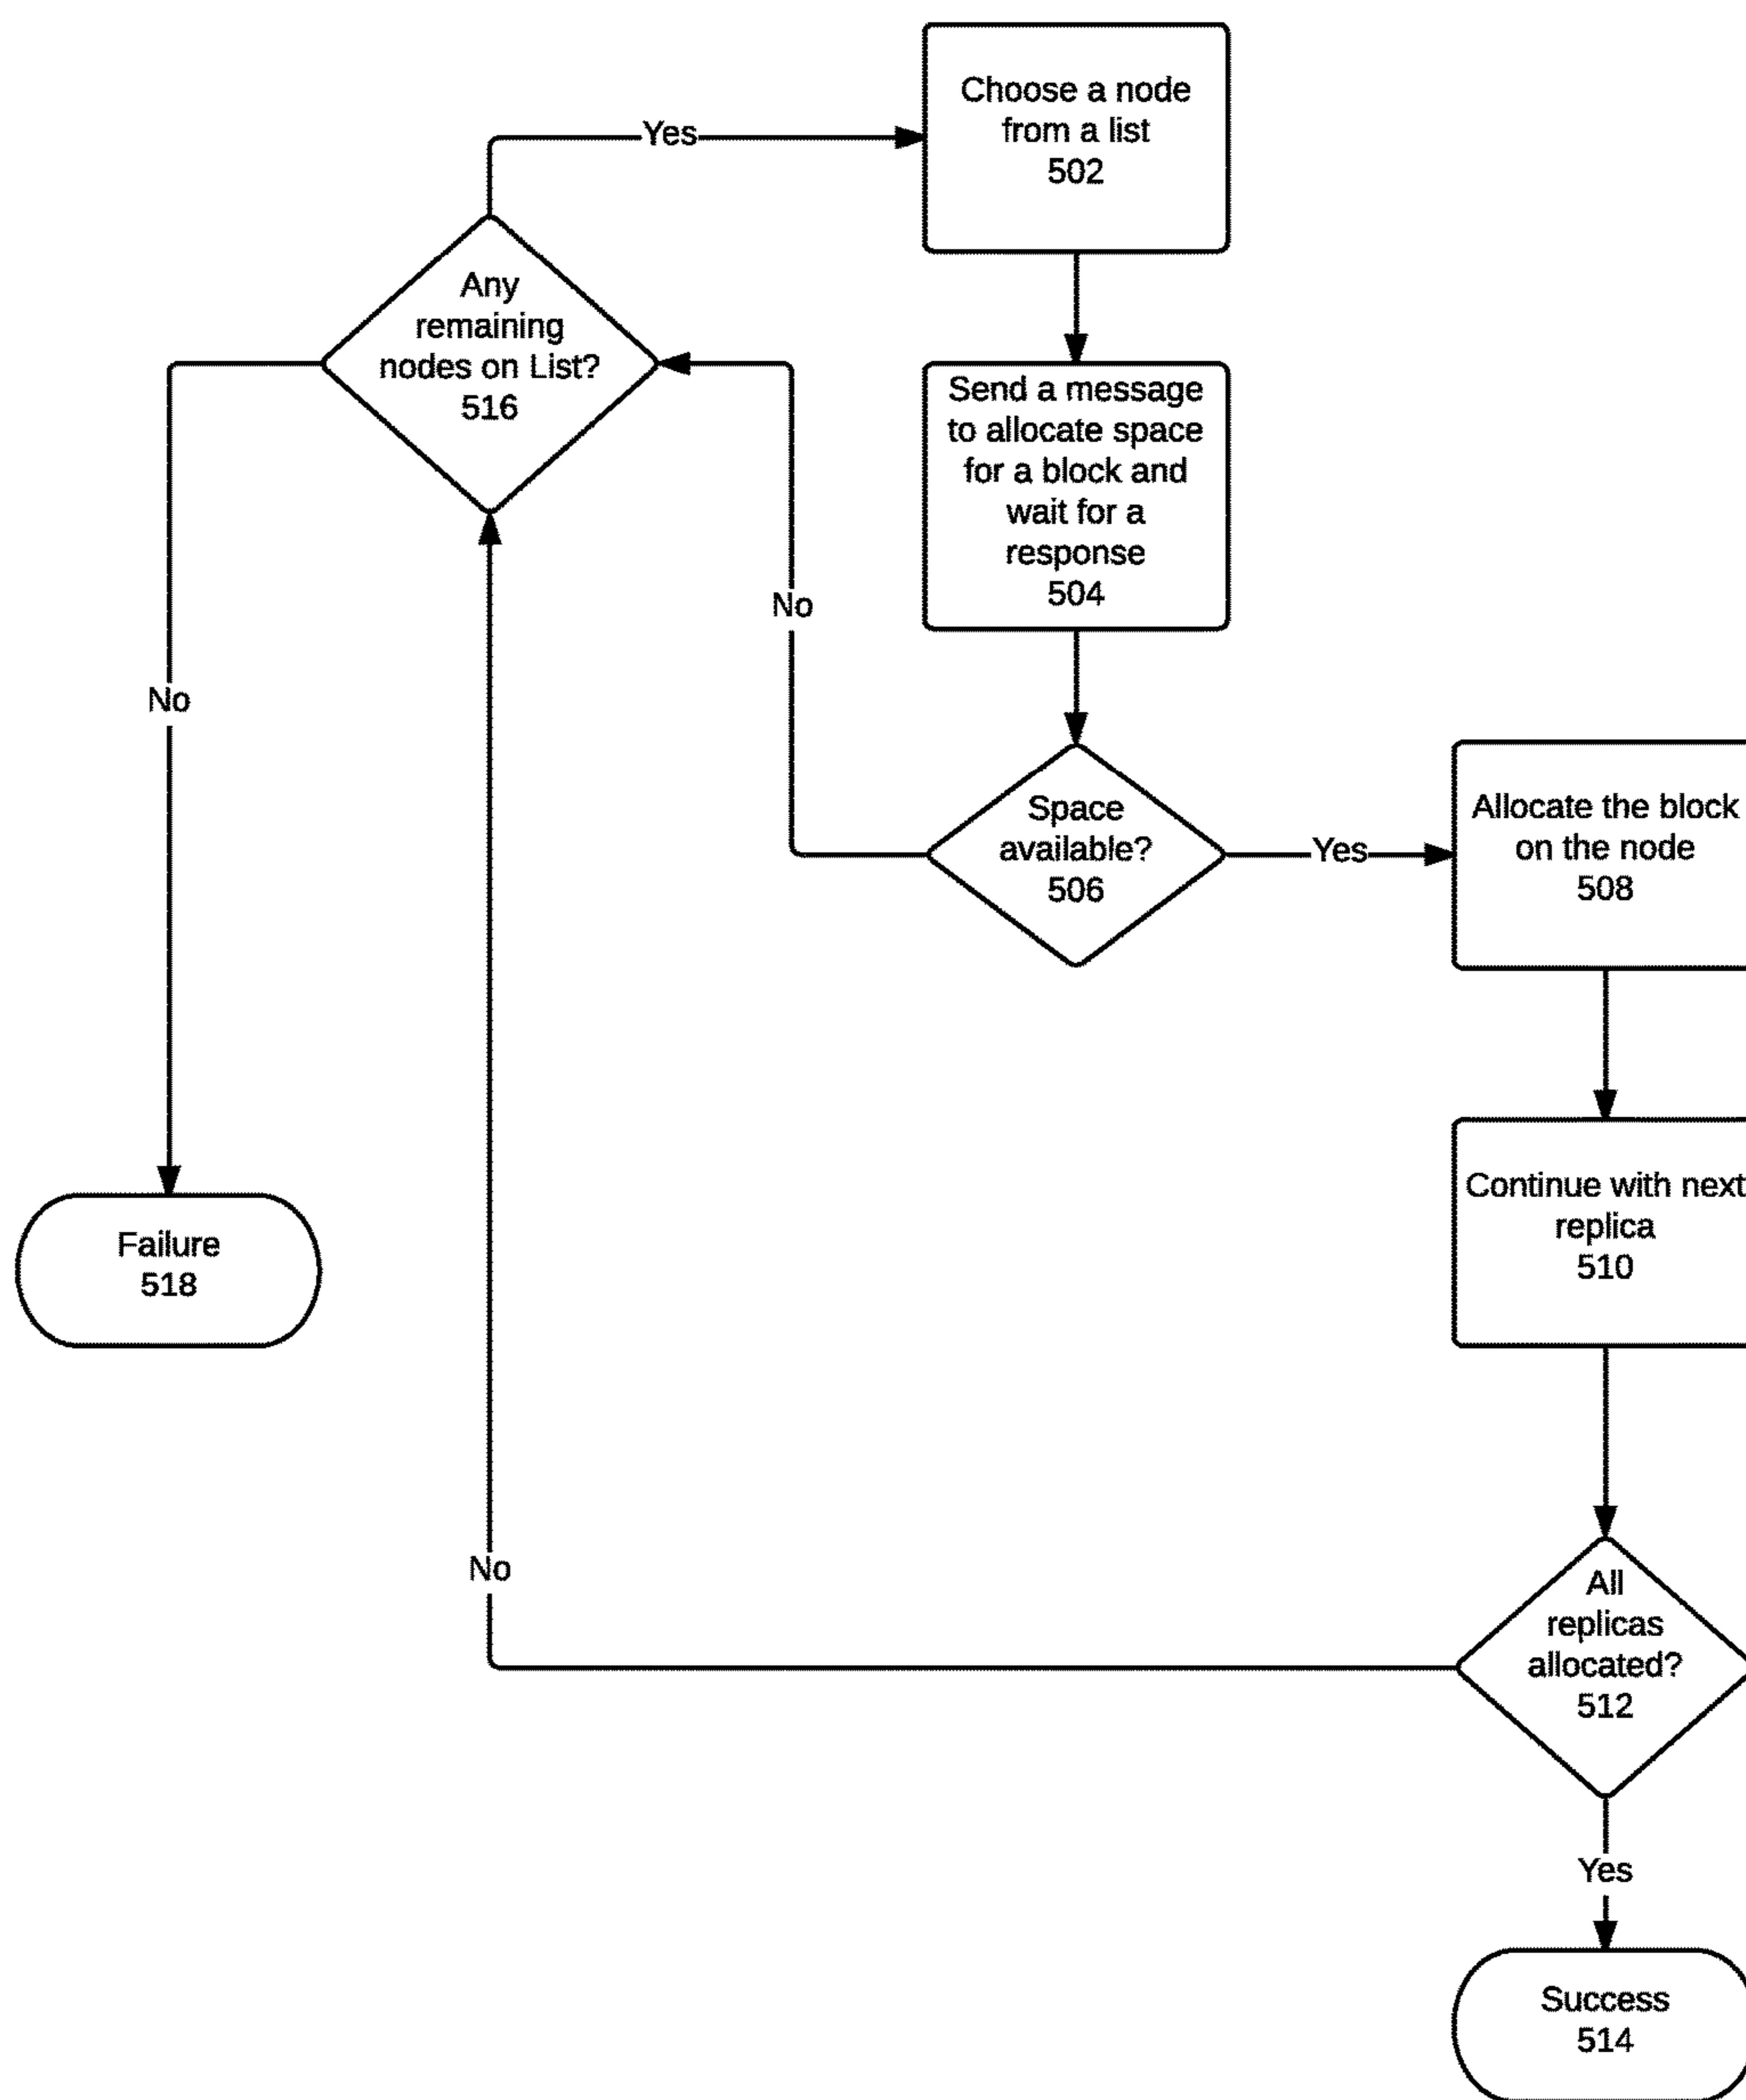 Choose a node
from a list
502
Yes
Any
remaining
nodes on List?
516
Send a message
to allocate space
for a block and
wait for a
response
504
No
No
Space
available?
506
Yes
Allocate the block
on the node
508
Continue with next
replica
510
Failure
518
No
All
replicas
allocated?
512
Yes
Success
514